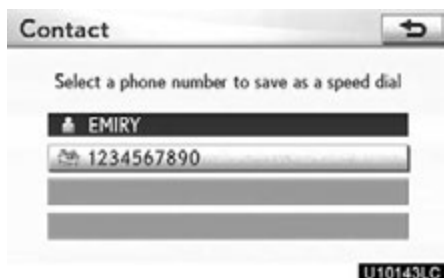 Contact
Select a phone number to save as a speed dial
EMIRY
1234567890
U10143LC